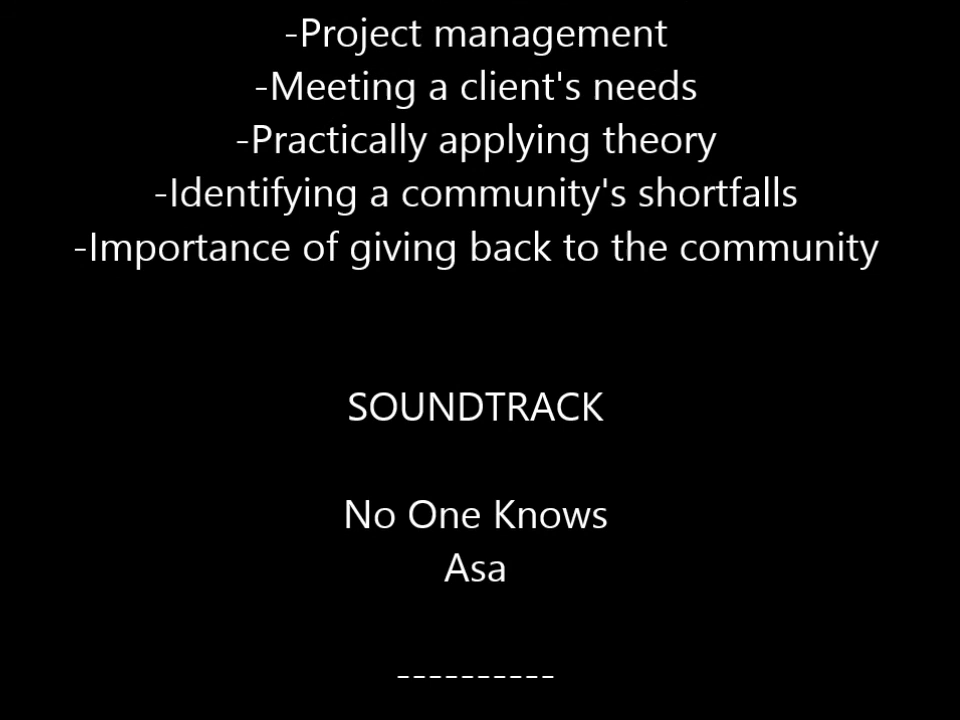 -Project management
-Meeting a client's needs
-Practically applying theory
-Identifying a community's shortfalls
-Importance of giving back to the community
SOUNDTRACK
No One Knows
Asa
----------